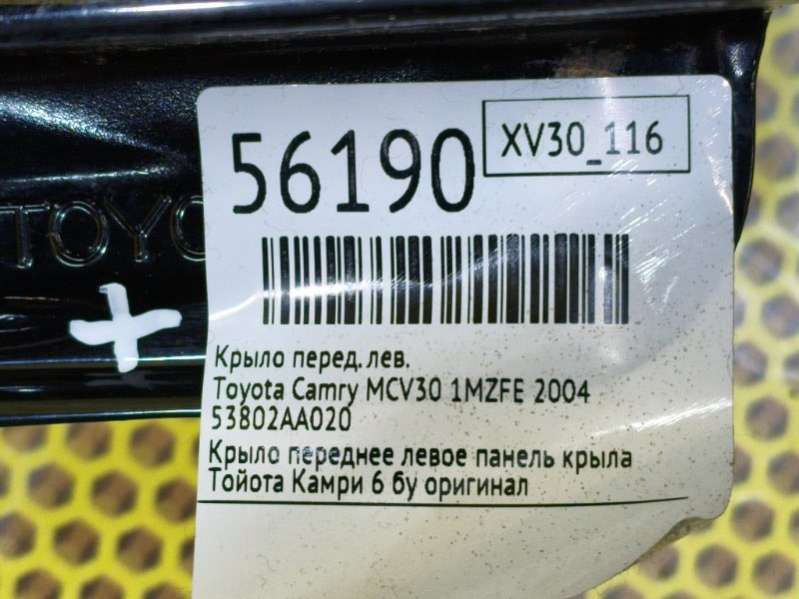 56190
XV30_116
TOYO
Крыло перед. лев.
Toyota Camry MCV30 1MZFE 2004
53802AA020
Крыло переднее левое панель крыла
Тойота Камри 6 бу оригинал